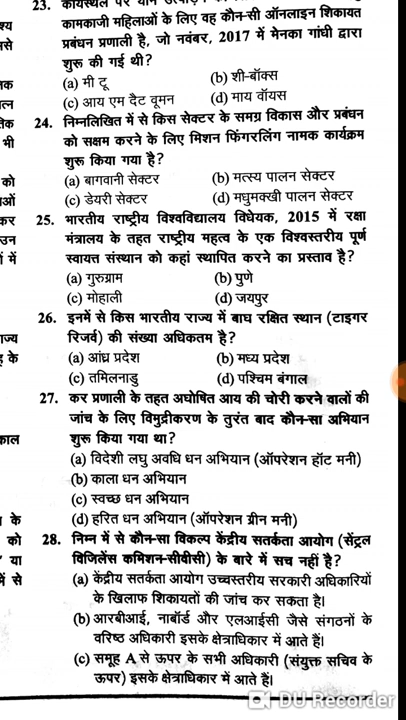 23. कार्यस्थल पर यौन
कामकाजी महिलाओं के लिए वह कौन-सी ऑनलाइन शिकायत
प्रबंधन प्रणाली है, जो नवंबर, 2017 में मेनका गांधी द्वारा
शुरू की गई थी?
(a) मी टू (b) शी-बॉक्स
(c) आय एम दैट वूमन (d) माय वॉयस
24. निम्नलिखित में से किस सेक्टर के समग्र विकास और प्रबंधन
को सक्षम करने के लिए मिशन फिंगरलिंग नामक कार्यक्रम
शुरू किया गया है?
(a) बागवानी सेक्टर (b) मत्स्य पालन सेक्टर
(c) डेयरी सेक्टर (d) मधुमक्खी पालन सेक्टर
25. भारतीय राष्ट्रीय विश्वविद्यालय विधेयक, 2015 में रक्षा
मंत्रालय के तहत राष्ट्रीय महत्व के एक विश्वस्तरीय पूर्ण
स्वायत्त संस्थान को कहां स्थापित करने का प्रस्ताव है?
(a) गुरुग्राम (b) पुणे
(c) मोहाली (d) जयपुर
26. इनमें से किस भारतीय राज्य में बाघ रक्षित स्थान (टाइगर
रिजर्व) की संख्या अधिकतम है?
(a) आंध्र प्रदेश (b) मध्य प्रदेश
(c) तमिलनाडु (d) पश्चिम बंगाल
27. कर प्रणाली के तहत अघोषित आय की चोरी करने वालों की
जांच के लिए विमुद्रीकरण के तुरंत बाद कौन-सा अभियान
शुरू किया गया था?
(a) विदेशी लघु अवधि धन अभियान (ऑपरेशन हॉट मनी)
(b) काला धन अभियान
(c) स्वच्छ धन अभियान
(d) हरित धन अभियान (ऑपरेशन ग्रीन मनी)
28. निम्न में से कौन-सा विकल्प केंद्रीय सतर्कता आयोग (सेंट्रल
विजिलेंस कमिशन-सीवीसी) के बारे में सच नहीं है?
(a) केंद्रीय सतर्कता आयोग उच्चस्तरीय सरकारी अधिकारियों
के खिलाफ शिकायतों की जांच कर सकता है।
(b) आरबीआई, नाबॉर्ड और एलआईसी जैसे संगठनों के
वरिष्ठ अधिकारी इसके क्षेत्राधिकार में आते हैं।
(c) समूह A से ऊपर के सभी अधिकारी (संयुक्त सचिव के
ऊपर) इसके क्षेत्राधिकार में आते हैं।
DU Recorder